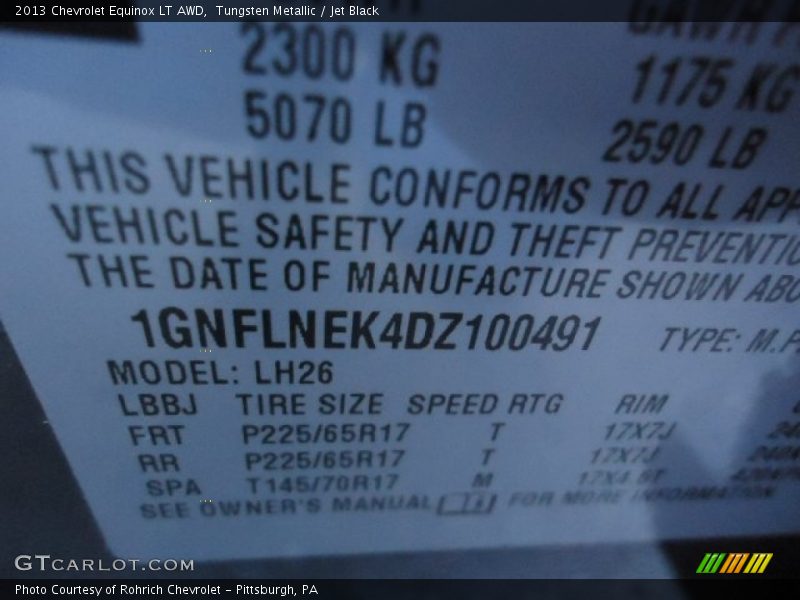 2013 Chevrolet Equinox LT AWD, Tungsten Metallic / Jet Black
2300 KG 1175 KG
5070 LB 2590 LB
THIS VEHICLE CONFORMS TO ALL APP
VEHICLE SAFETY AND THEFT PREVENTIO
THE DATE OF MANUFACTURE SHOWN ABO
1GNFLNEK4DZ100491 TYPE: M.P.
MODEL: LH26
LBBJ TIRE SIZE SPEED RTG RIM
FRT P225/65R17 T 17X7J
RR P225/65R17 T 17X7J
SPA T145/70R17 M 17X4.5T
SEE OWNER'S MANUAL FOR MORE INFORMATION
GTCARLOT.COM
Photo Courtesy of Rohrich Chevrolet - Pittsburgh, PA